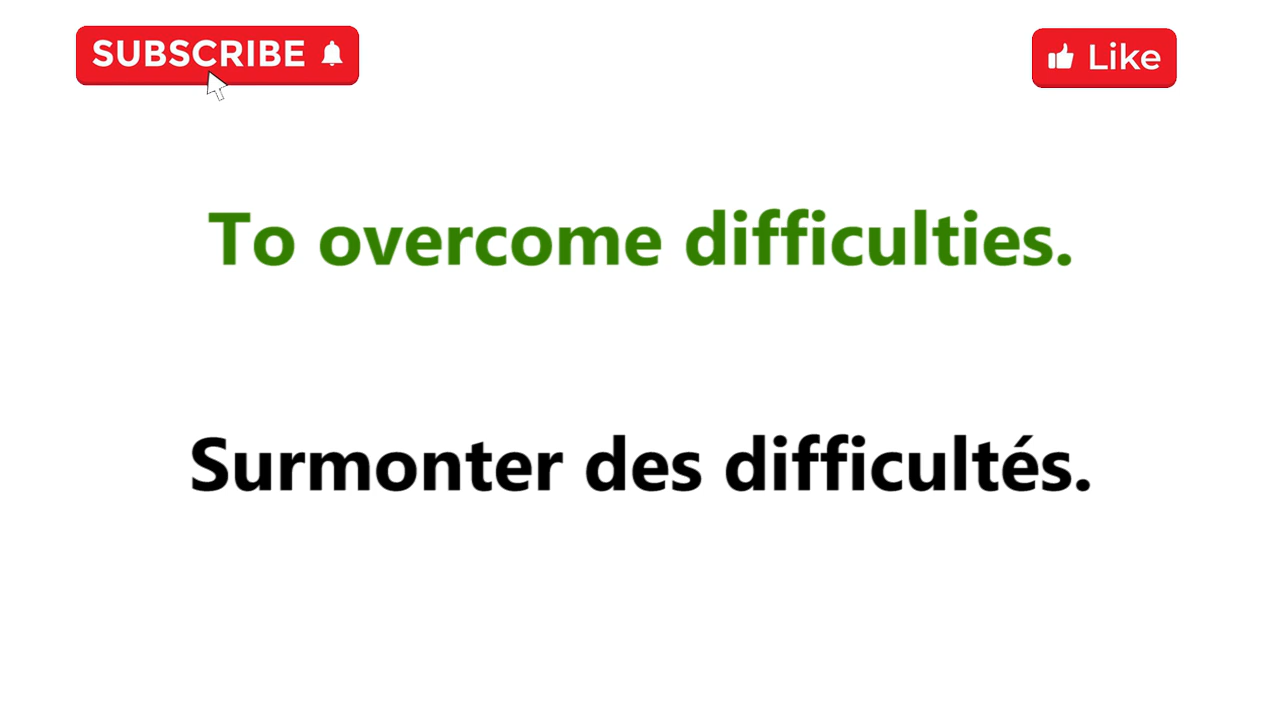 SUBSCRIBE
Like
To overcome difficulties.
Surmonter des difficultés.